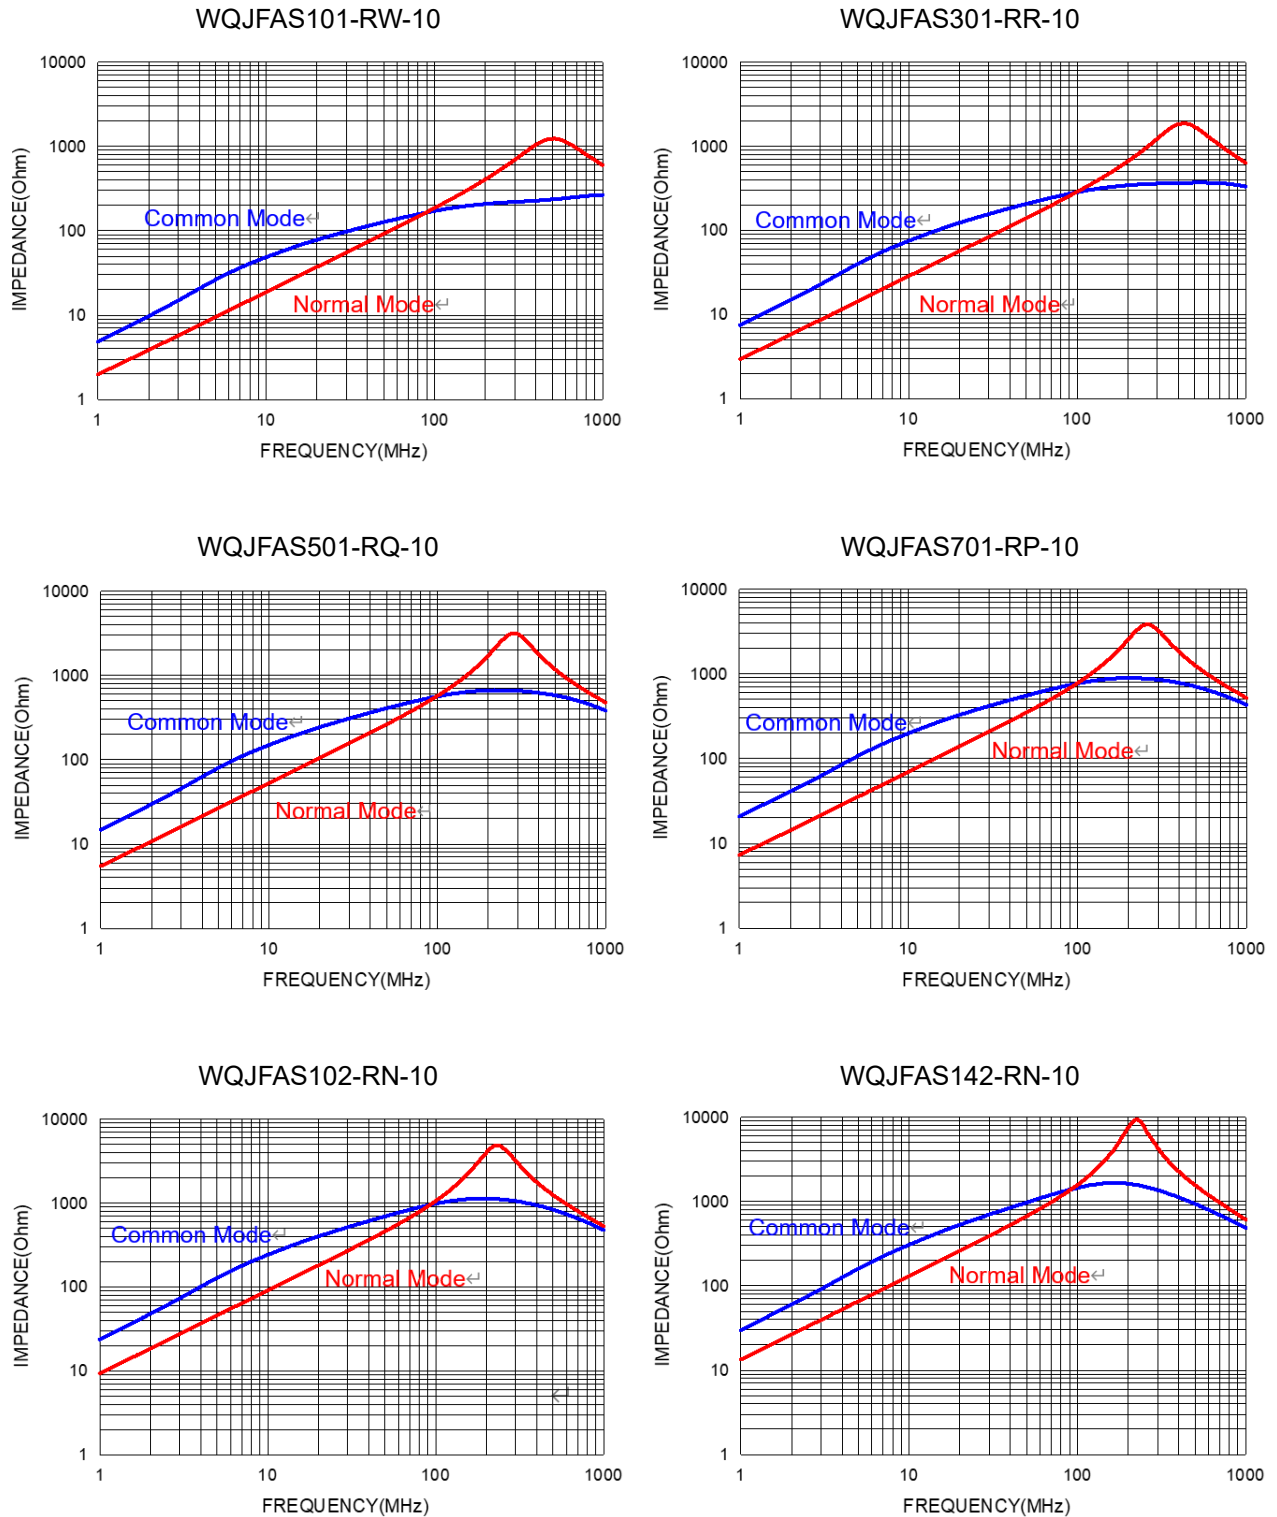 WQJFAS101-RW-10
10000
1000
100
10
1
IMPEDANCE(Ohm)
Common Mode↵
Normal Mode↵
1 10 100 1000
FREQUENCY(MHz)
WQJFAS301-RR-10
10000
1000
100
10
1
IMPEDANCE(Ohm)
Common Mode↵
Normal Mode↵
1 10 100 1000
FREQUENCY(MHz)
WQJFAS501-RQ-10
10000
1000
100
10
1
IMPEDANCE(Ohm)
Common Mode↵
Normal Mode↵
1 10 100 1000
FREQUENCY(MHz)
WQJFAS701-RP-10
10000
1000
100
10
1
IMPEDANCE(Ohm)
Common Mode↵
Normal Mode↵
1 10 100 1000
FREQUENCY(MHz)
WQJFAS102-RN-10
10000
1000
100
10
1
IMPEDANCE(Ohm)
Common Mode↵
Normal Mode↵
↵
1 10 100 1000
FREQUENCY(MHz)
WQJFAS142-RN-10
10000
1000
100
10
1
IMPEDANCE(Ohm)
Common Mode↵
Normal Mode↵
1 10 100 1000
FREQUENCY(MHz)